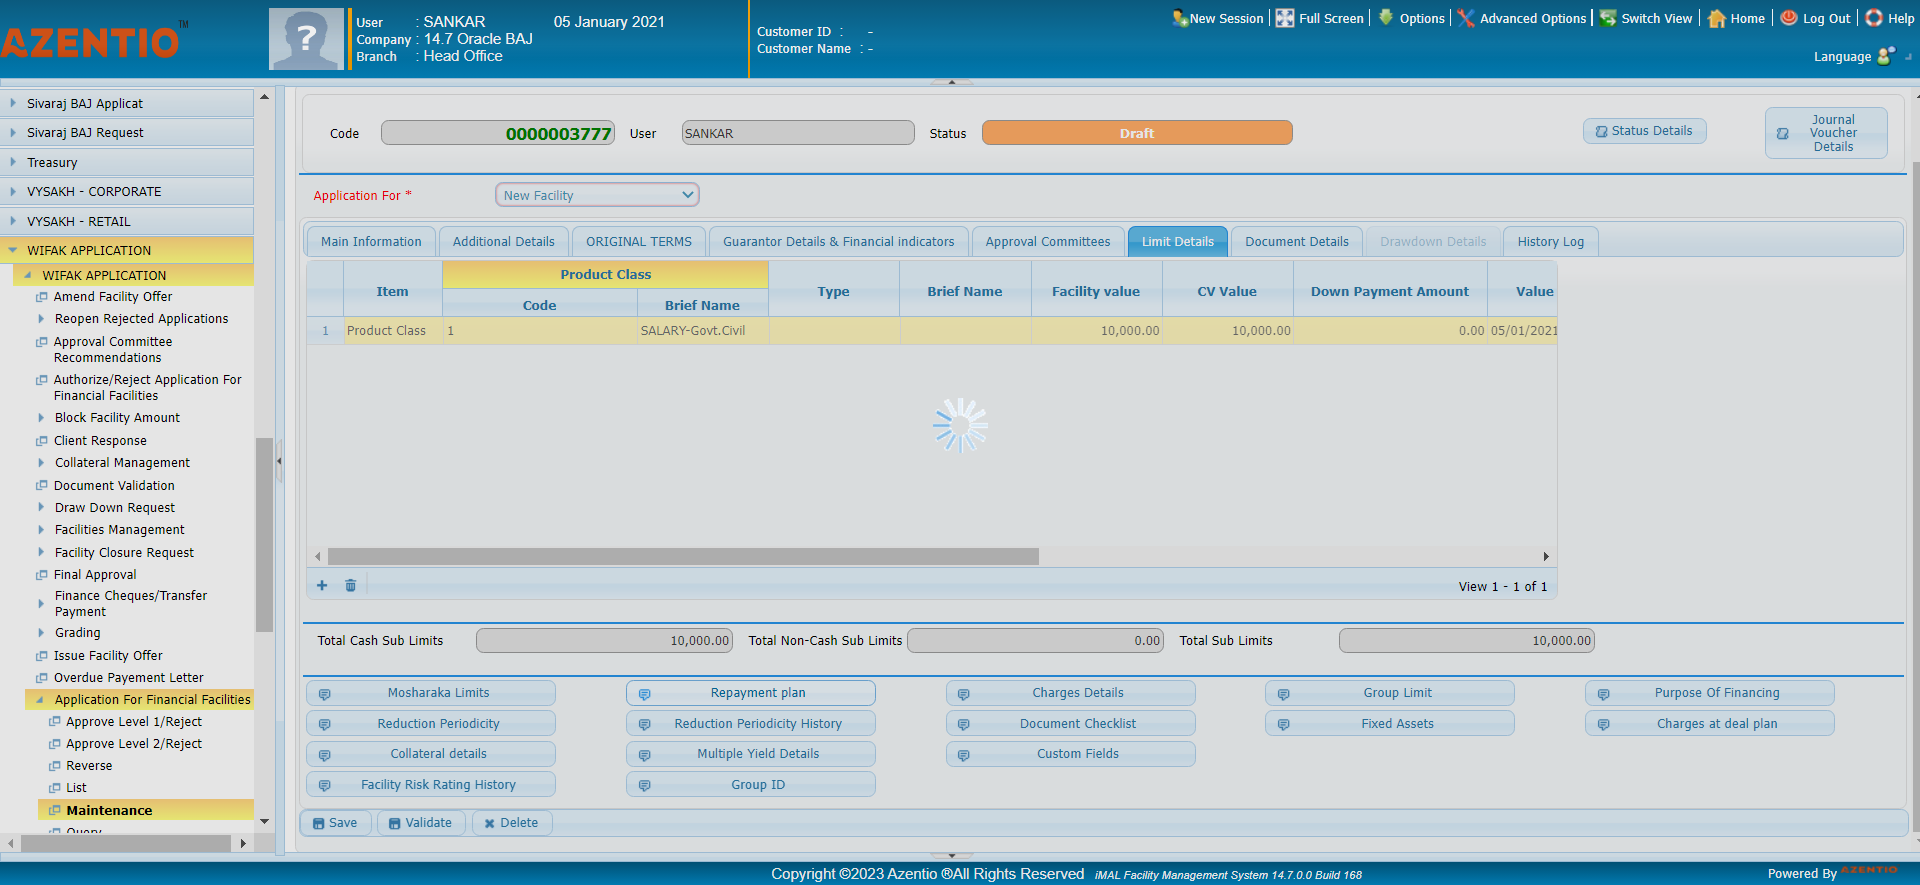 AZENTIO TM
User : SANKAR 05 January 2021
Company : 14.7 Oracle BAJ
Branch : Head Office
Customer ID : -
Customer Name : -
New Session Full Screen Options Advanced Options Switch View Home Log Out Help
Language
Sivaraj BAJ Applicat
Sivaraj BAJ Request
Treasury
VYSAKH - CORPORATE
VYSAKH - RETAIL
WIFAK APPLICATION
WIFAK APPLICATION
Amend Facility Offer
Reopen Rejected Applications
Approval Committee
Recommendations
Authorize/Reject Application For
Financial Facilities
Block Facility Amount
Client Response
Collateral Management
Document Validation
Draw Down Request
Facilities Management
Facility Closure Request
Final Approval
Finance Cheques/Transfer
Payment
Grading
Issue Facility Offer
Overdue Payement Letter
Application For Financial Facilities
Approve Level 1/Reject
Approve Level 2/Reject
Reverse
List
Maintenance
Query
Code 0000003777 User SANKAR Status Draft
Status Details
Journal
Voucher
Details
Application For * New Facility
Main Information Additional Details ORIGINAL TERMS Guarantor Details & Financial indicators Approval Committees Limit Details Document Details Drawdown Details History Log
Product Class
Item Code Brief Name Type Brief Name Facility value CV Value Down Payment Amount Value
1 Product Class 1 SALARY-Govt.Civil 10,000.00 10,000.00 0.00 05/01/2021
View 1 - 1 of 1
Total Cash Sub Limits 10,000.00 Total Non-Cash Sub Limits 0.00 Total Sub Limits 10,000.00
Mosharaka Limits Repayment plan Charges Details Group Limit Purpose Of Financing
Reduction Periodicity Reduction Periodicity History Document Checklist Fixed Assets Charges at deal plan
Collateral details Multiple Yield Details Custom Fields
Facility Risk Rating History Group ID
Save Validate Delete
Copyright ©2023 Azentio ®All Rights Reserved iMAL Facility Management System 14.7.0.0 Build 168
Powered By AZENTIO